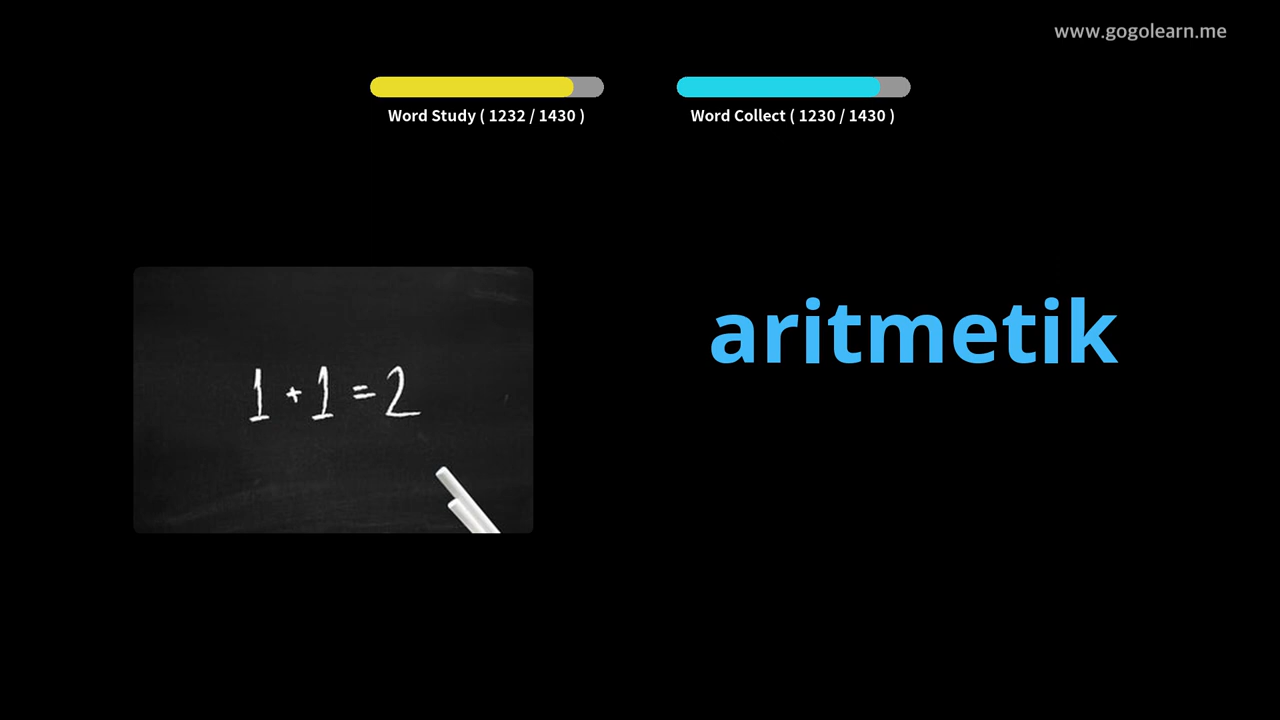 www.gogolearn.me
Word Study ( 1232 / 1430 )
Word Collect ( 1230 / 1430 )
aritmetik
1 + 1 = 2